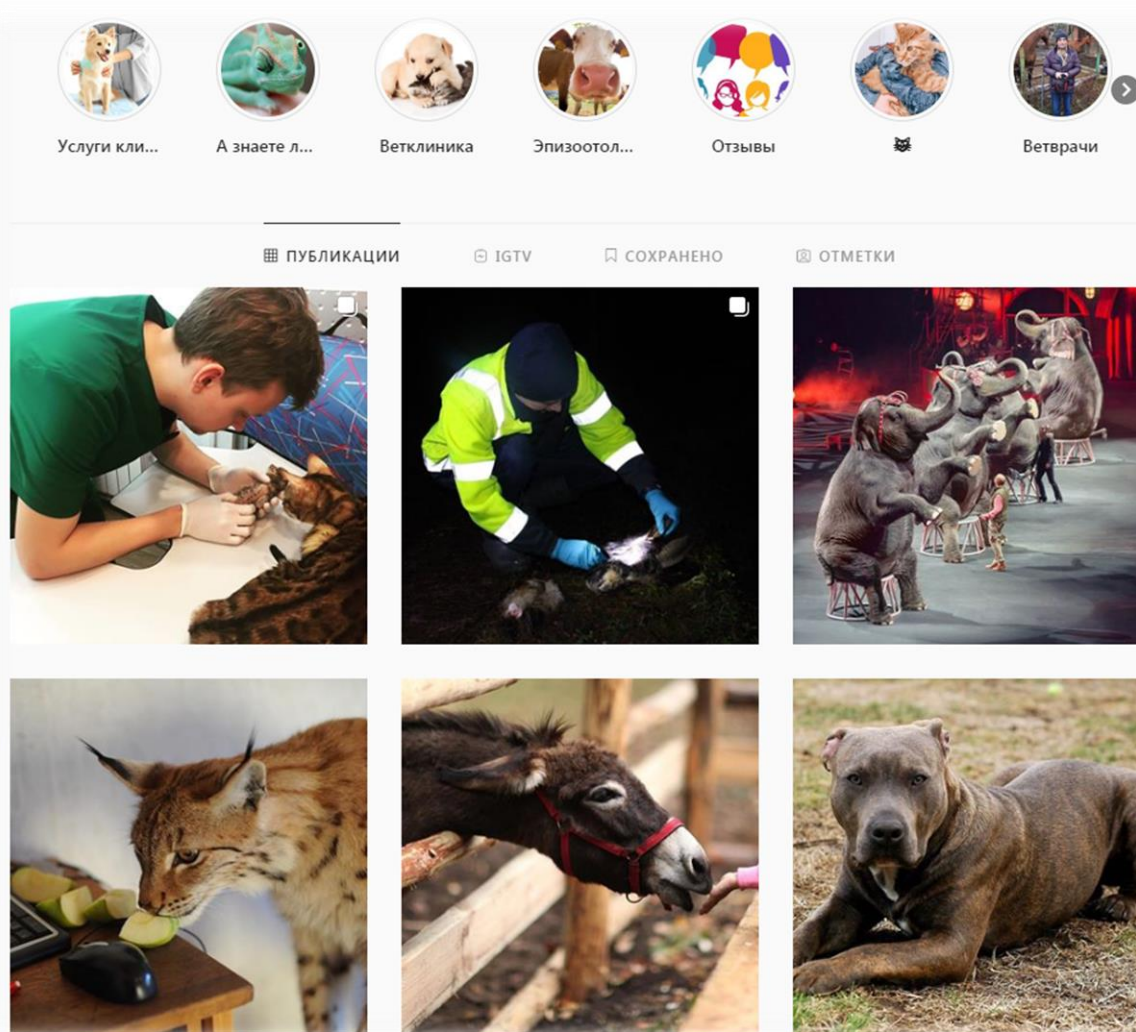 Услуги кли...
А знаете л...
Ветклиника
Эпизоотол...
Отзывы
😻
Ветврачи
ПУБЛИКАЦИИ
IGTV
СОХРАНЕНО
ОТМЕТКИ